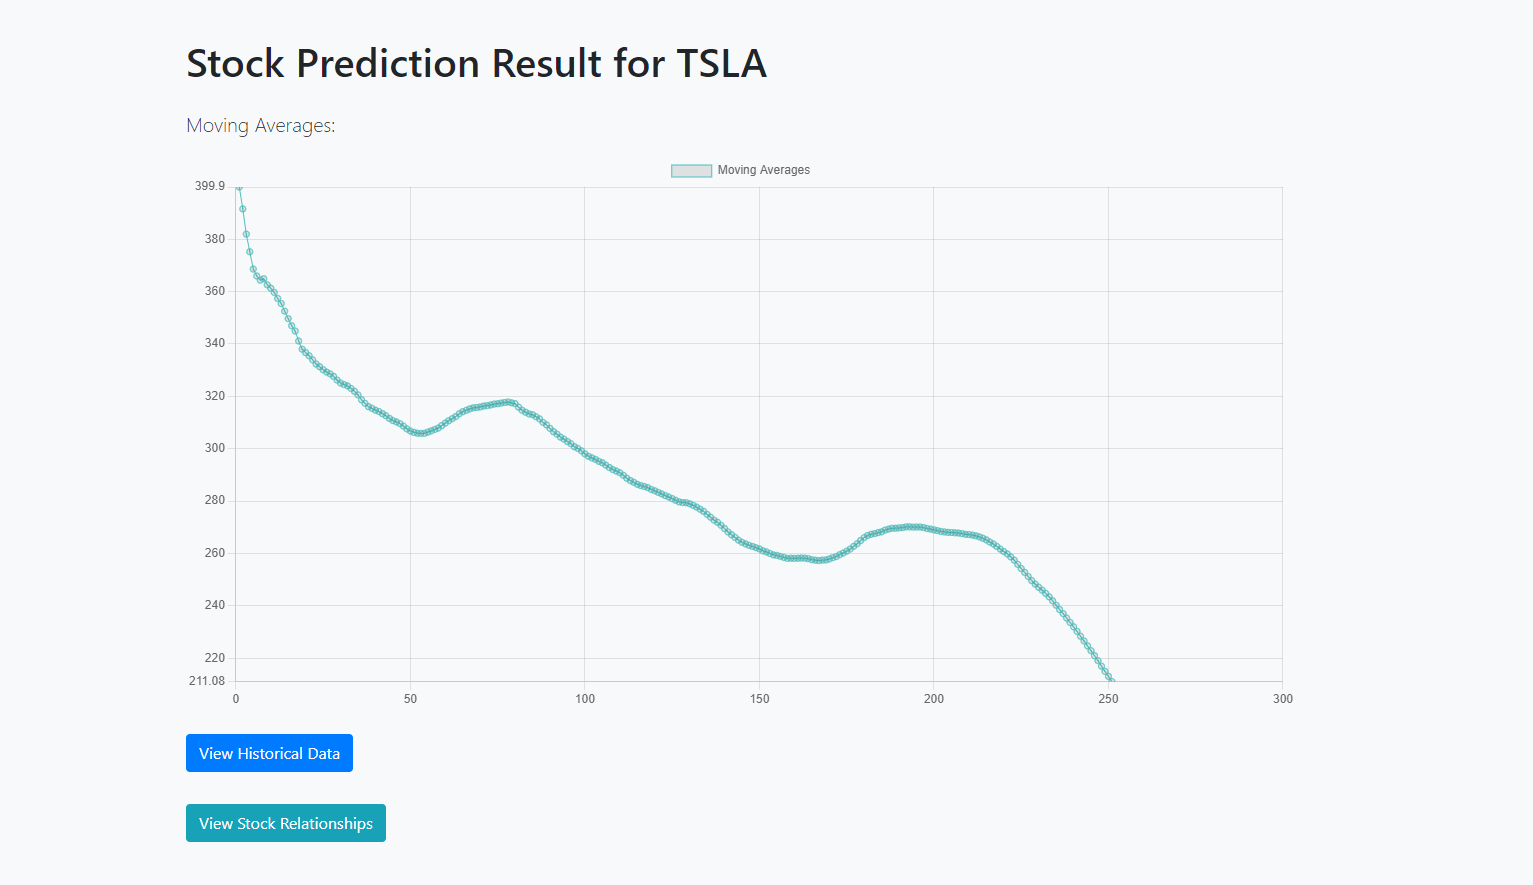 Stock Prediction Result for TSLA
Moving Averages:
Moving Averages
399.9
380
360
340
320
300
280
260
240
220
211.08
0 50 100 150 200 250 300
View Historical Data
View Stock Relationships